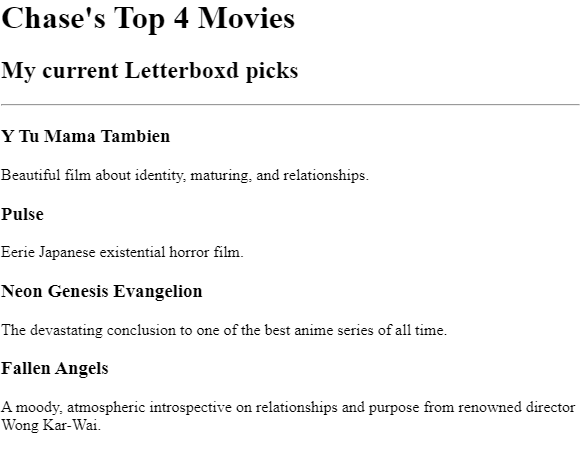 Chase's Top 4 Movies
My current Letterboxd picks
Y Tu Mama Tambien
Beautiful film about identity, maturing, and relationships.
Pulse
Eerie Japanese existential horror film.
Neon Genesis Evangelion
The devastating conclusion to one of the best anime series of all time.
Fallen Angels
A moody, atmospheric introspective on relationships and purpose from renowned director
Wong Kar-Wai.